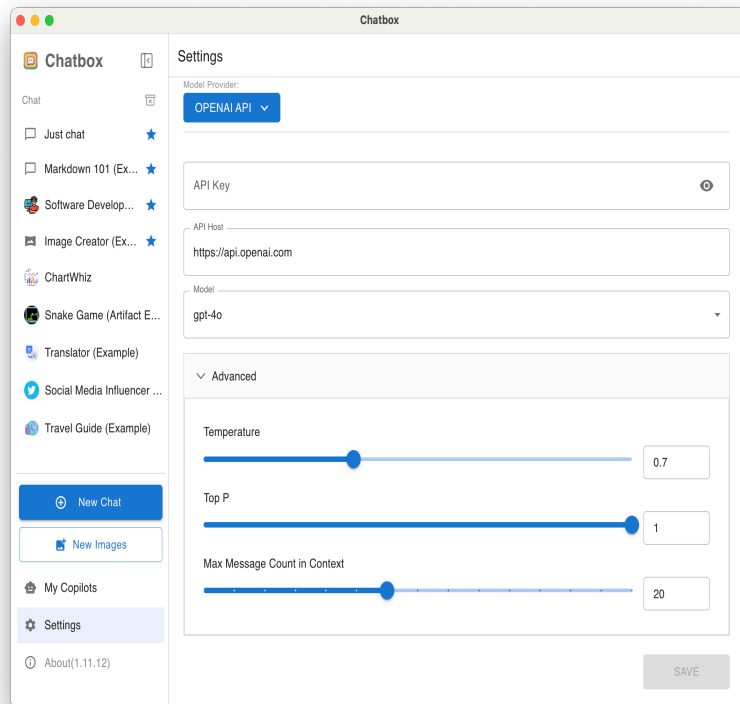 Chatbox
Chatbox
Settings
Chat
Just chat
Markdown 101 (Ex...
Software Develop...
Image Creator (Ex...
ChartWhiz
Snake Game (Artifact E...
Translator (Example)
Social Media Influencer ...
Travel Guide (Example)
New Chat
New Images
My Copilots
Settings
About(1.11.12)
Model Provider:
OPENAI API
API Key
API Host
https://api.openai.com
Model
gpt-4o
Advanced
Temperature
0.7
Top P
1
Max Message Count in Context
20
SAVE